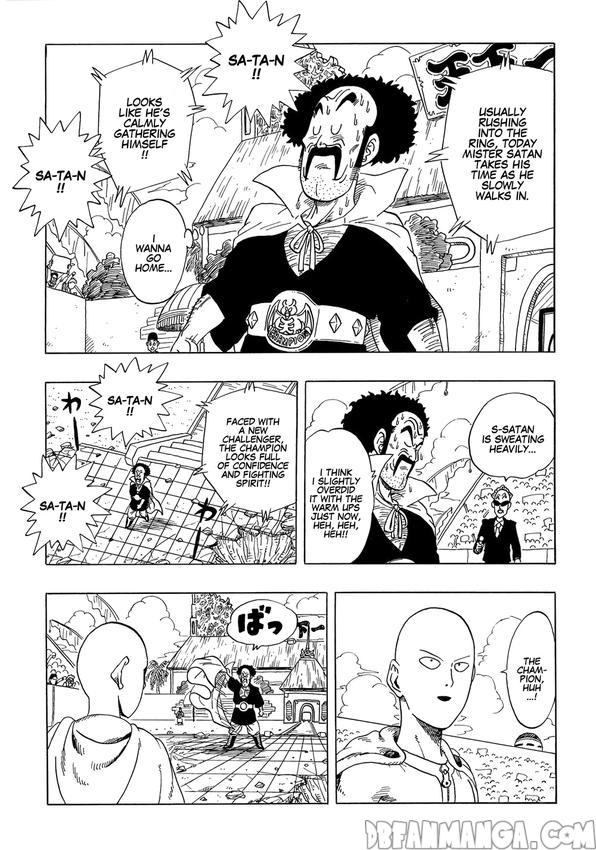 SA-TA-N
!!
USUALLY
RUSHING
INTO
THE
RING, TODAY
MISTER SATAN
TAKES
HIS
TIME AS HE
SLOWLY
WALKS IN.
LOOKS
LIKE HE'S
CALMLY
GATHERING
HIMSELF
!!
SA-TA-N
!!
I
WANNA
GO
HOME...
CHAMPION
S-SATAN
IS SWEATING
HEAVILY...
I THINK
I SLIGHTLY
OVERDID
IT WITH THE
WARM UPS
JUST NOW,
HEH, HEH,
HEH!!
SA-TA-N
!!
わー
FACED WITH
A NEW
CHALLENGER,
THE CHAMPION
LOOKS FULL
OF CONFIDENCE
AND FIGHTING
SPIRIT!!
SA-TA-N
!!
わー
THE
CHAM-
PION,
HUH
...!
ばっ
DBFANMANGA.COM